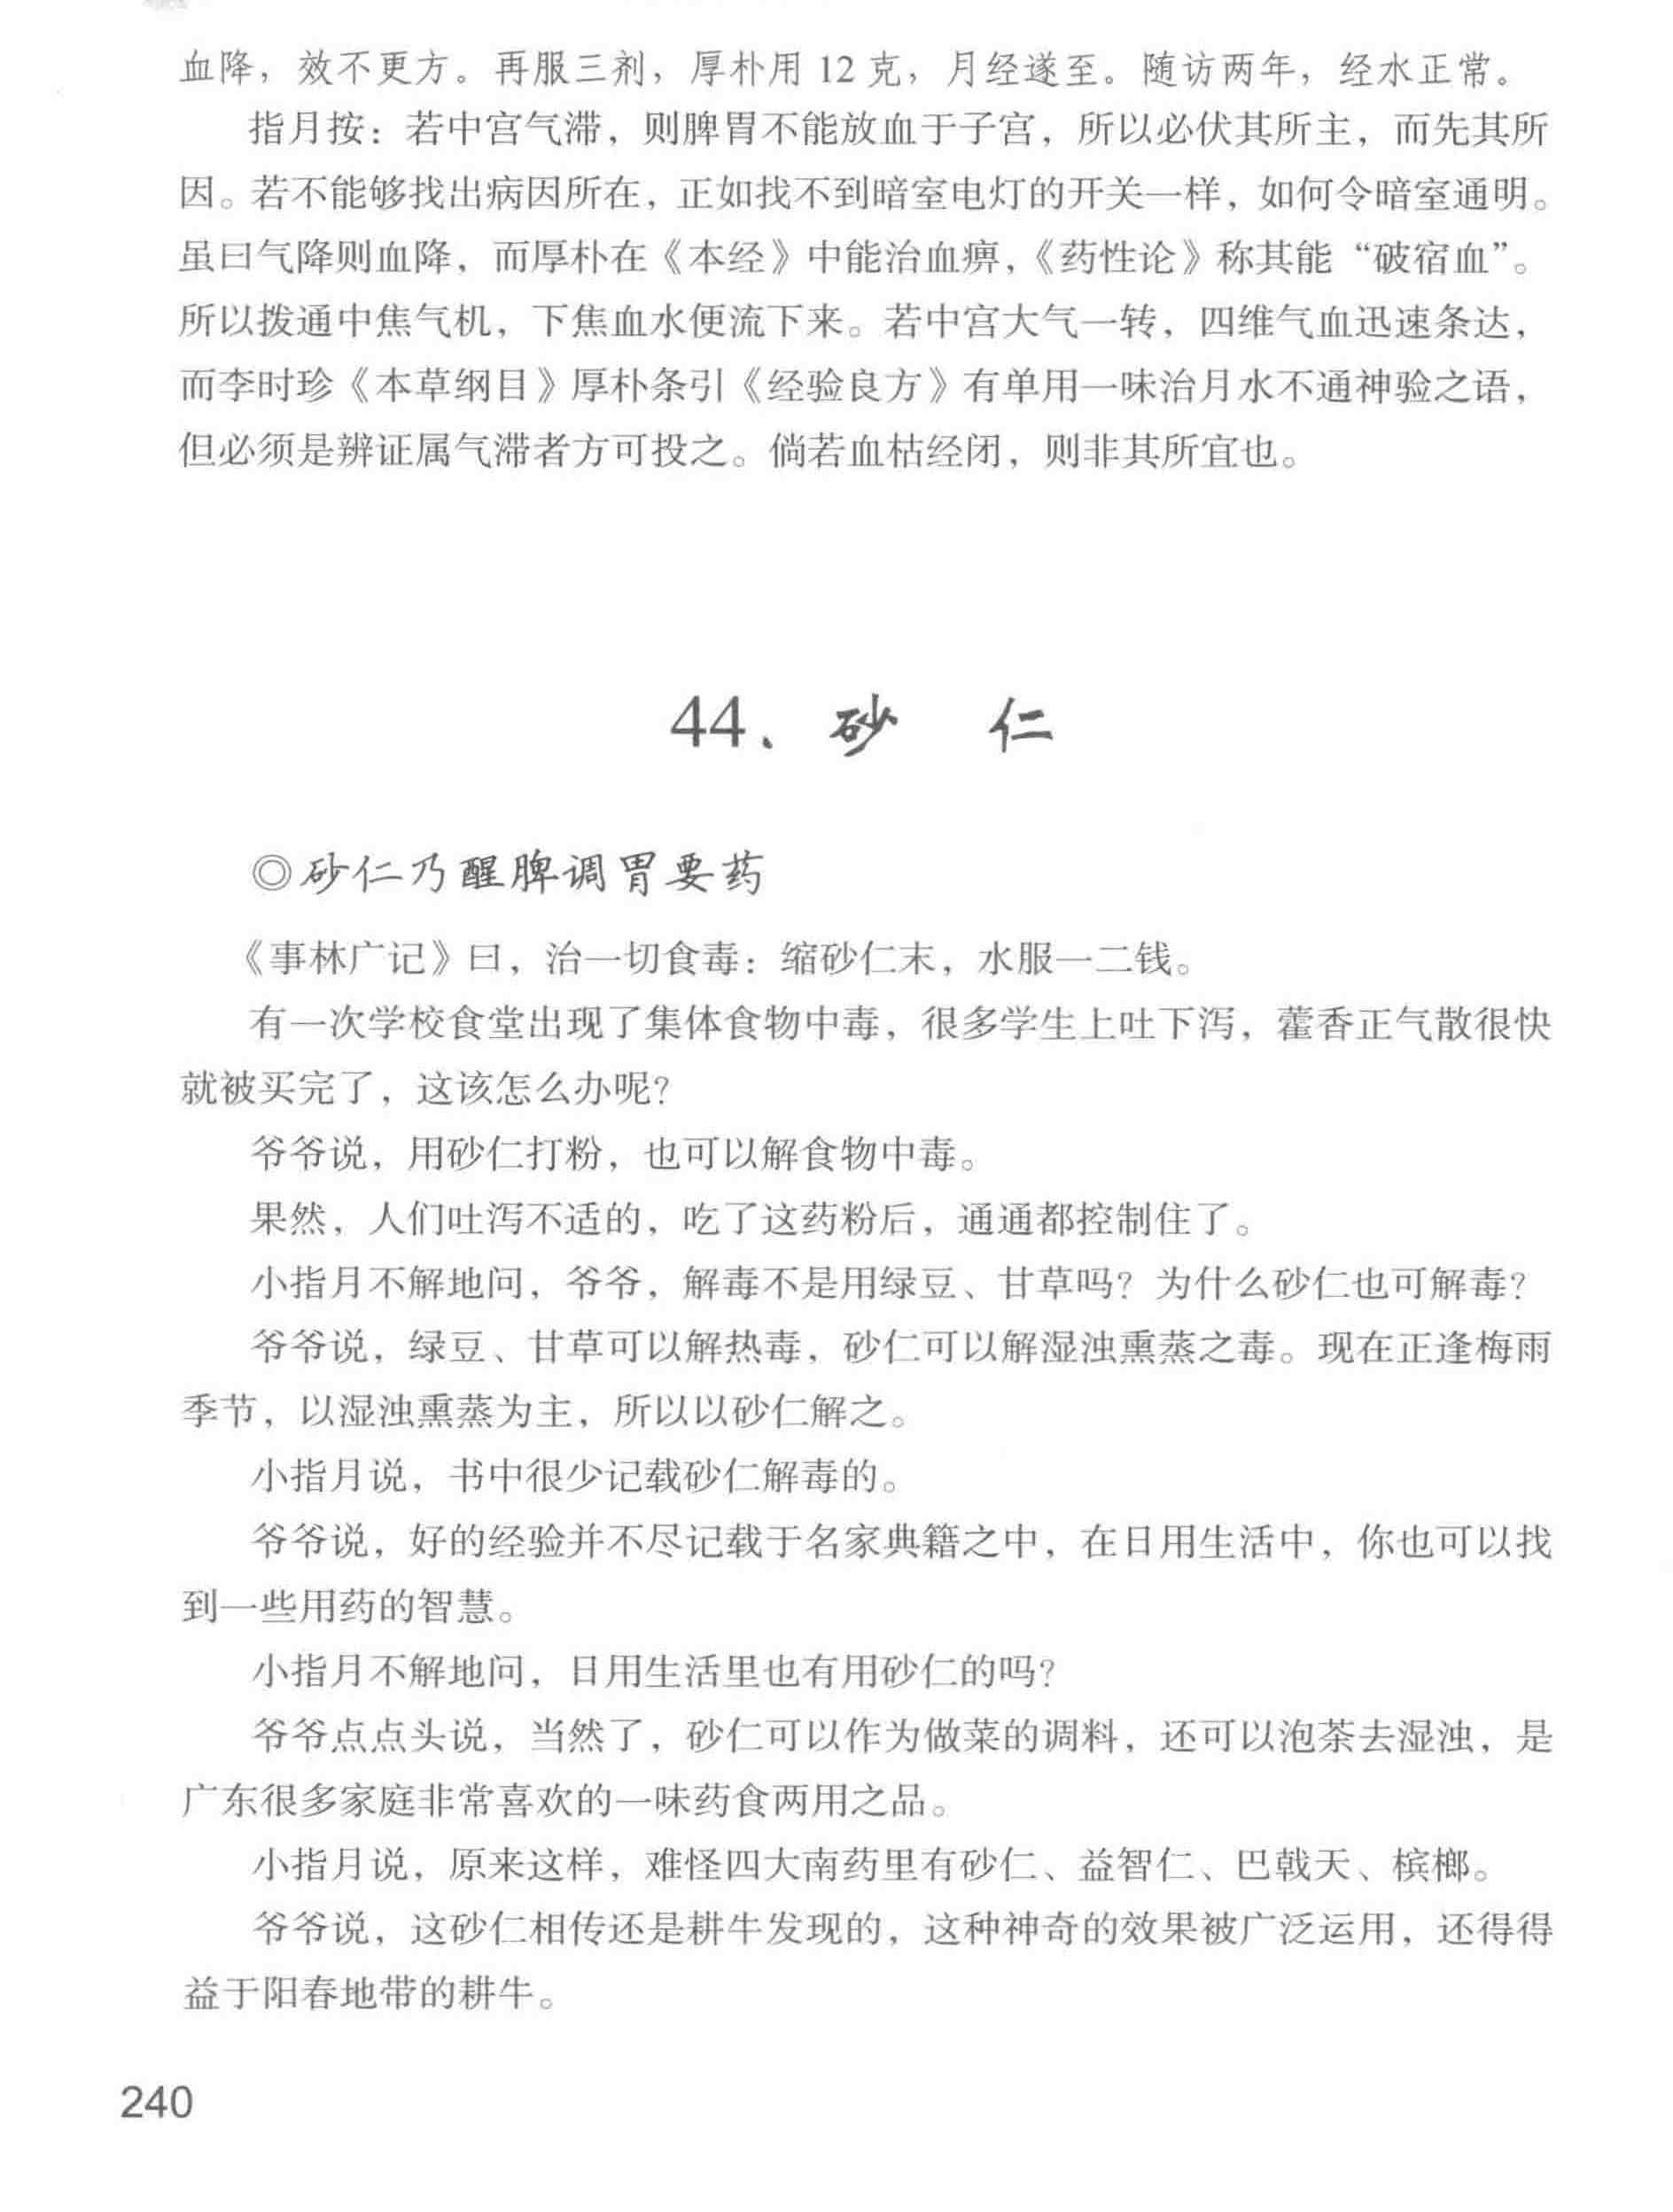 血降，效不更方。再服三剂，厚朴用 12 克，月经遂至。随访两年，经水正常。
指月按：若中宫气滞，则脾胃不能放血于子宫，所以必伏其所主，而先其所
因。若不能够找出病因所在，正如找不到暗室电灯的开关一样，如何令暗室通明。
虽曰气降则血降，而厚朴在《本经》中能治血痹，《药性论》称其能“破宿血”。
所以拨通中焦气机，下焦血水便流下来。若中宫大气一转，四维气血迅速条达，
而李时珍《本草纲目》厚朴条引《经验良方》有单用一味治月水不通神验之语，
但必须是辨证属气滞者方可投之。倘若血枯经闭，则非其所宜也。
44、砂 仁
◎砂仁乃醒脾调胃要药
《事林广记》曰，治一切食毒：缩砂仁末，水服一二钱。
有一次学校食堂出现了集体食物中毒，很多学生上吐下泻，藿香正气散很快
就被买完了，这该怎么办呢？
爷爷说，用砂仁打粉，也可以解食物中毒。
果然，人们吐泻不适的，吃了这药粉后，通通都控制住了。
小指月不解地问，爷爷，解毒不是用绿豆、甘草吗？为什么砂仁也可解毒？
爷爷说，绿豆、甘草可以解热毒，砂仁可以解湿浊熏蒸之毒。现在正逢梅雨
季节，以湿浊熏蒸为主，所以以砂仁解之。
小指月说，书中很少记载砂仁解毒的。
爷爷说，好的经验并不尽记载于名家典籍之中，在日用生活中，你也可以找
到一些用药的智慧。
小指月不解地问，日用生活里也有用砂仁的吗？
爷爷点点头说，当然了，砂仁可以作为做菜的调料，还可以泡茶去湿浊，是
广东很多家庭非常喜欢的一味药食两用之品。
小指月说，原来这样，难怪四大南药里有砂仁、益智仁、巴戟天、槟榔。
爷爷说，这砂仁相传还是耕牛发现的，这种神奇的效果被广泛运用，还得得
益于阳春地带的耕牛。
240